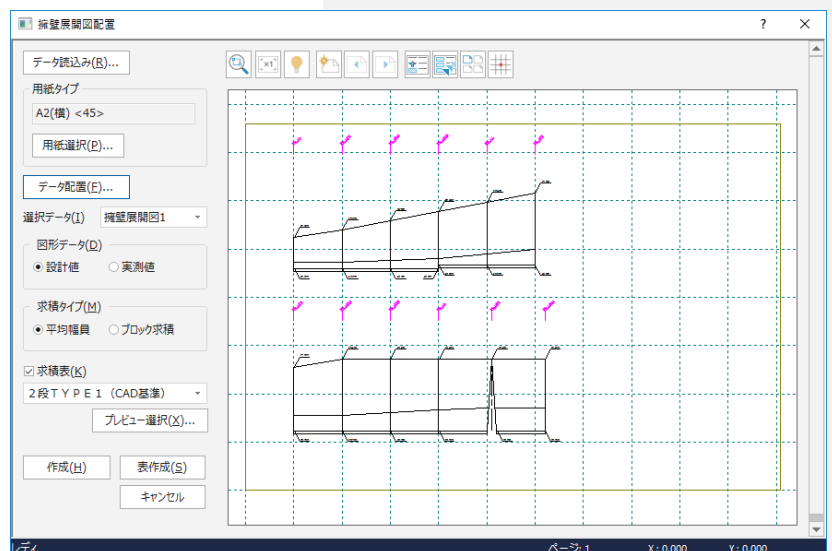 擁壁展開図配置
?
データ読込み(R)...
用紙タイプ
A2(横) <45>
用紙選択(P)...
データ配置(F)...
選択データ(I) 擁壁展開図1
図形データ(D)
設計値 実測値
求積タイプ(M)
平均幅員 ブロック求積
求積表(K)
2段TYPE1(CAD基準)
プレビュー選択(X)...
作成(H) 表作成(S)
キャンセル
×1
レディ ページ: 1 X : 0.000 Y : 0.000